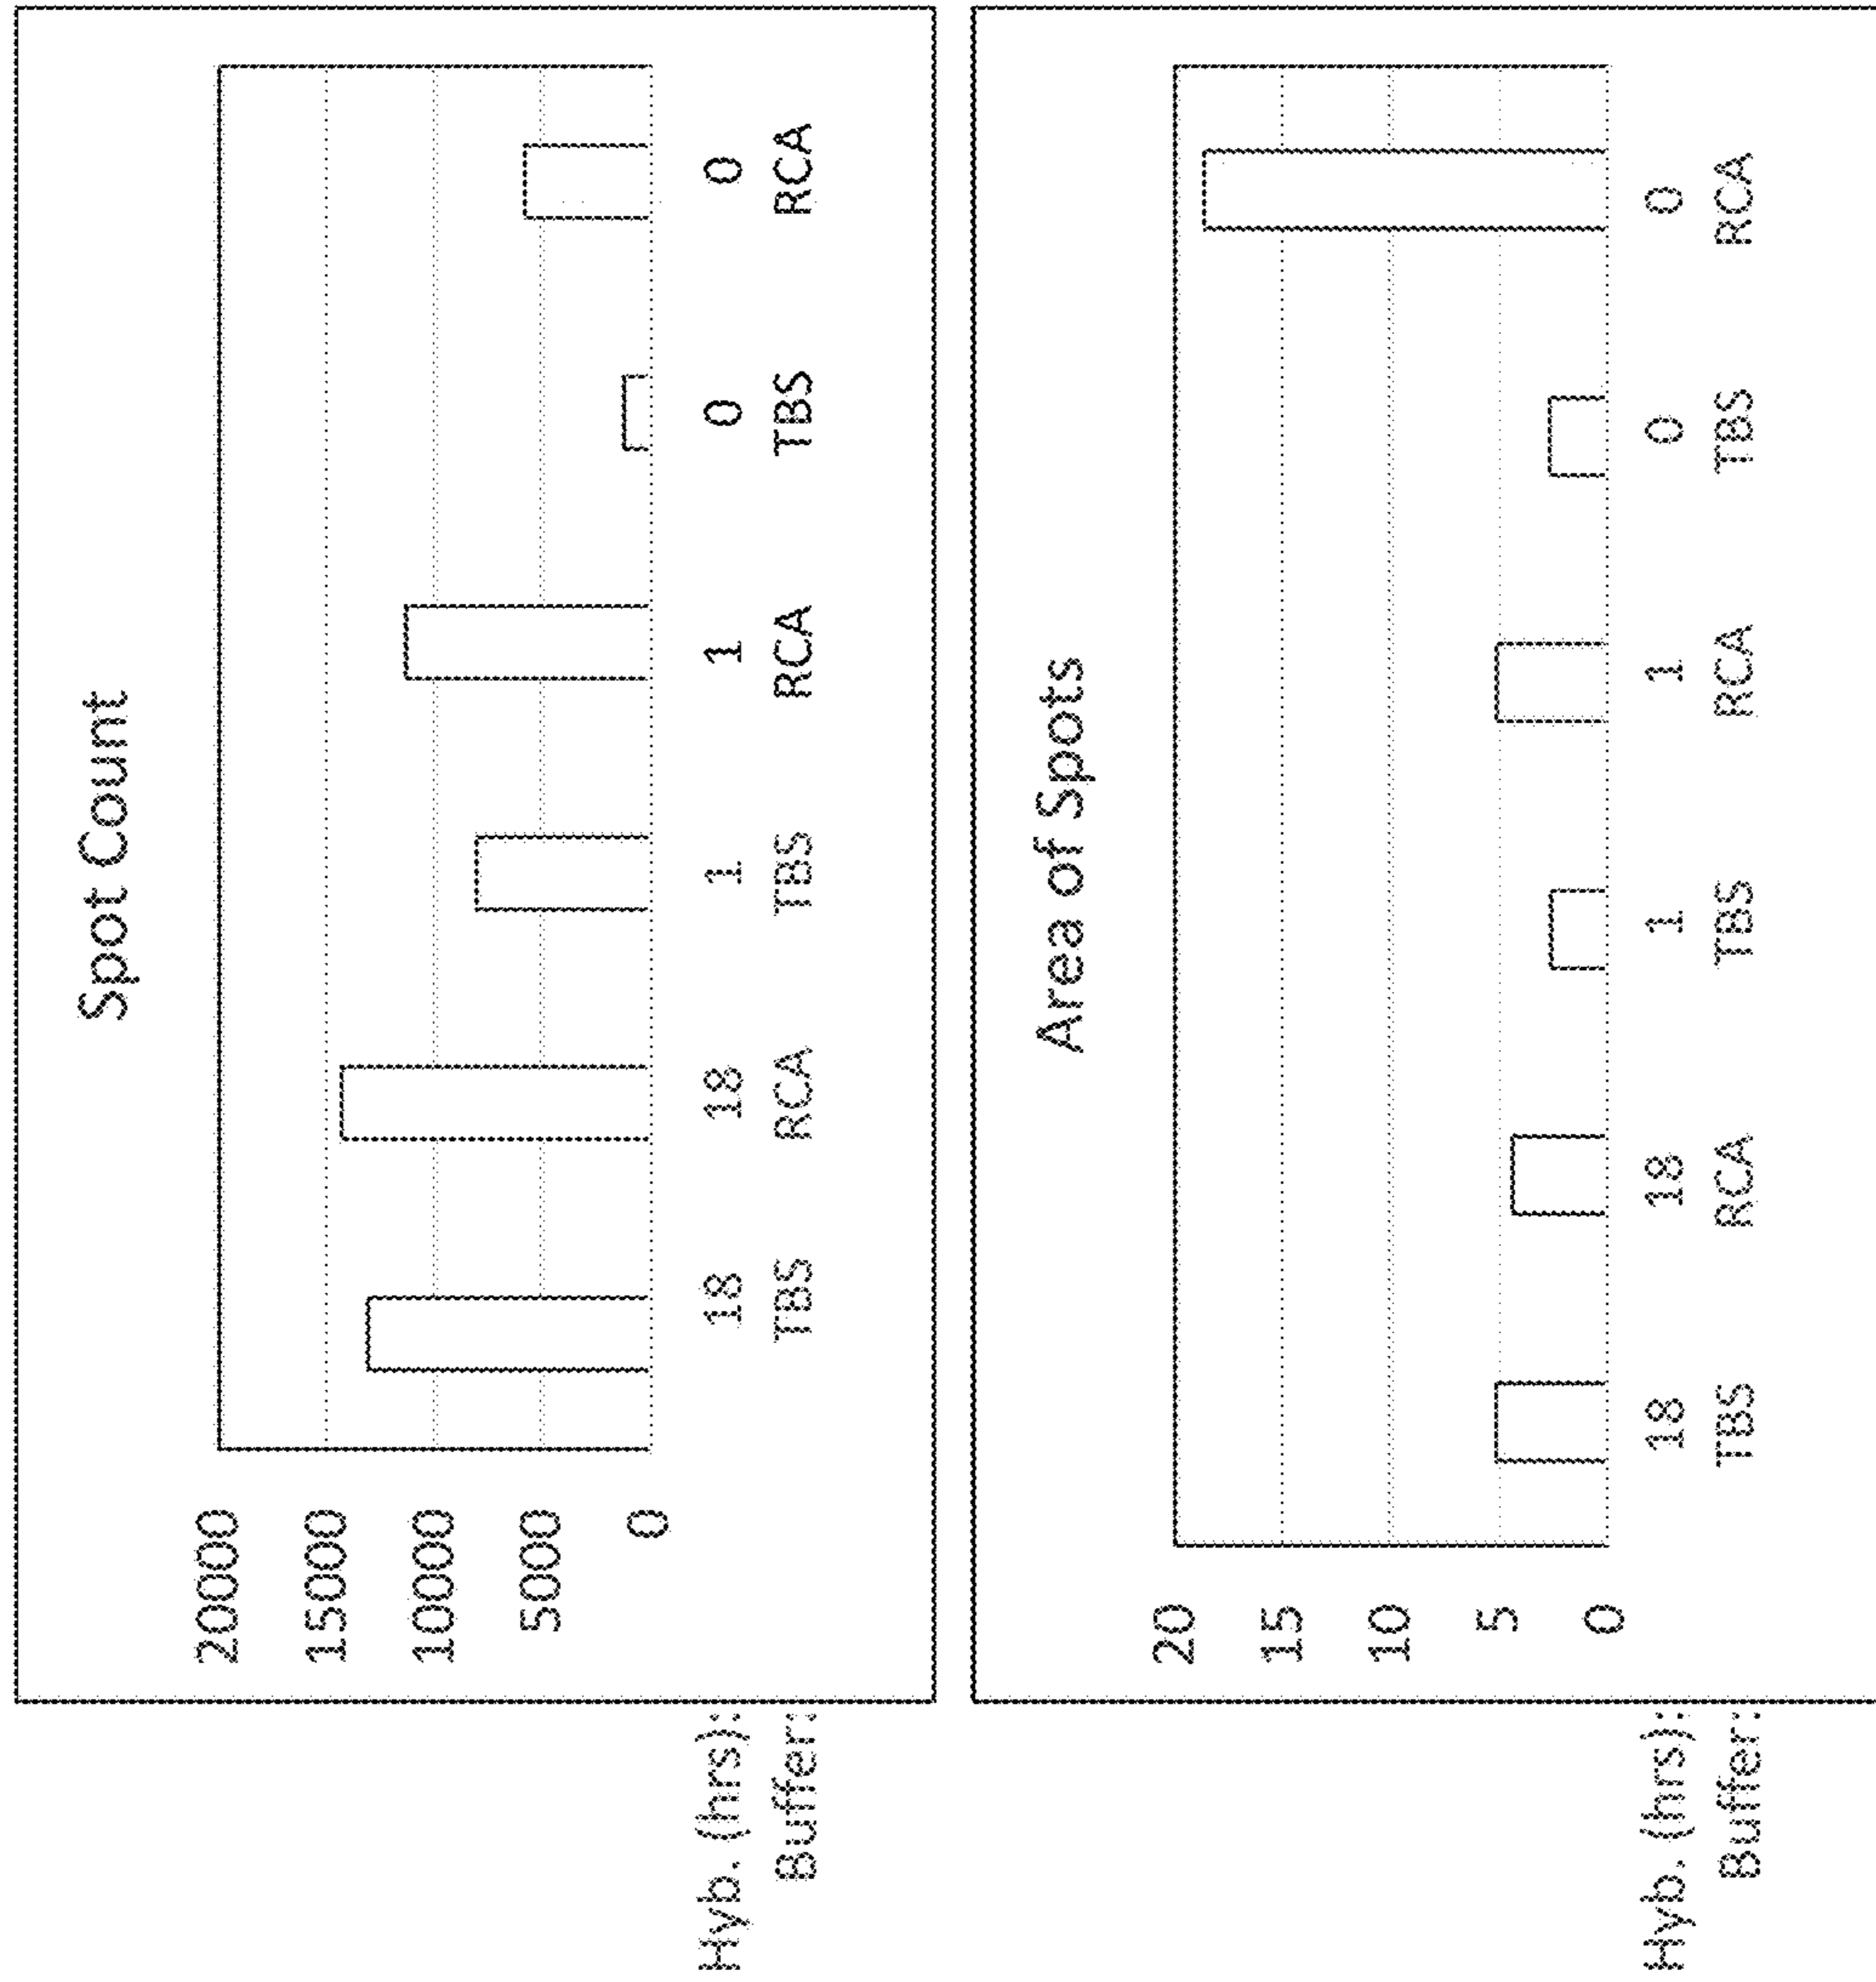 Spot Count
20000
15000
10000
5000
0
Hyb. (hrs): 18 18 1 1 0 0
Buffer: TBS RCA TBS RCA TBS RCA
Area of Spots
20
15
10
5
0
Hyb. (hrs): 18 18 1 1 0 0
Buffer: TBS RCA TBS RCA TBS RCA